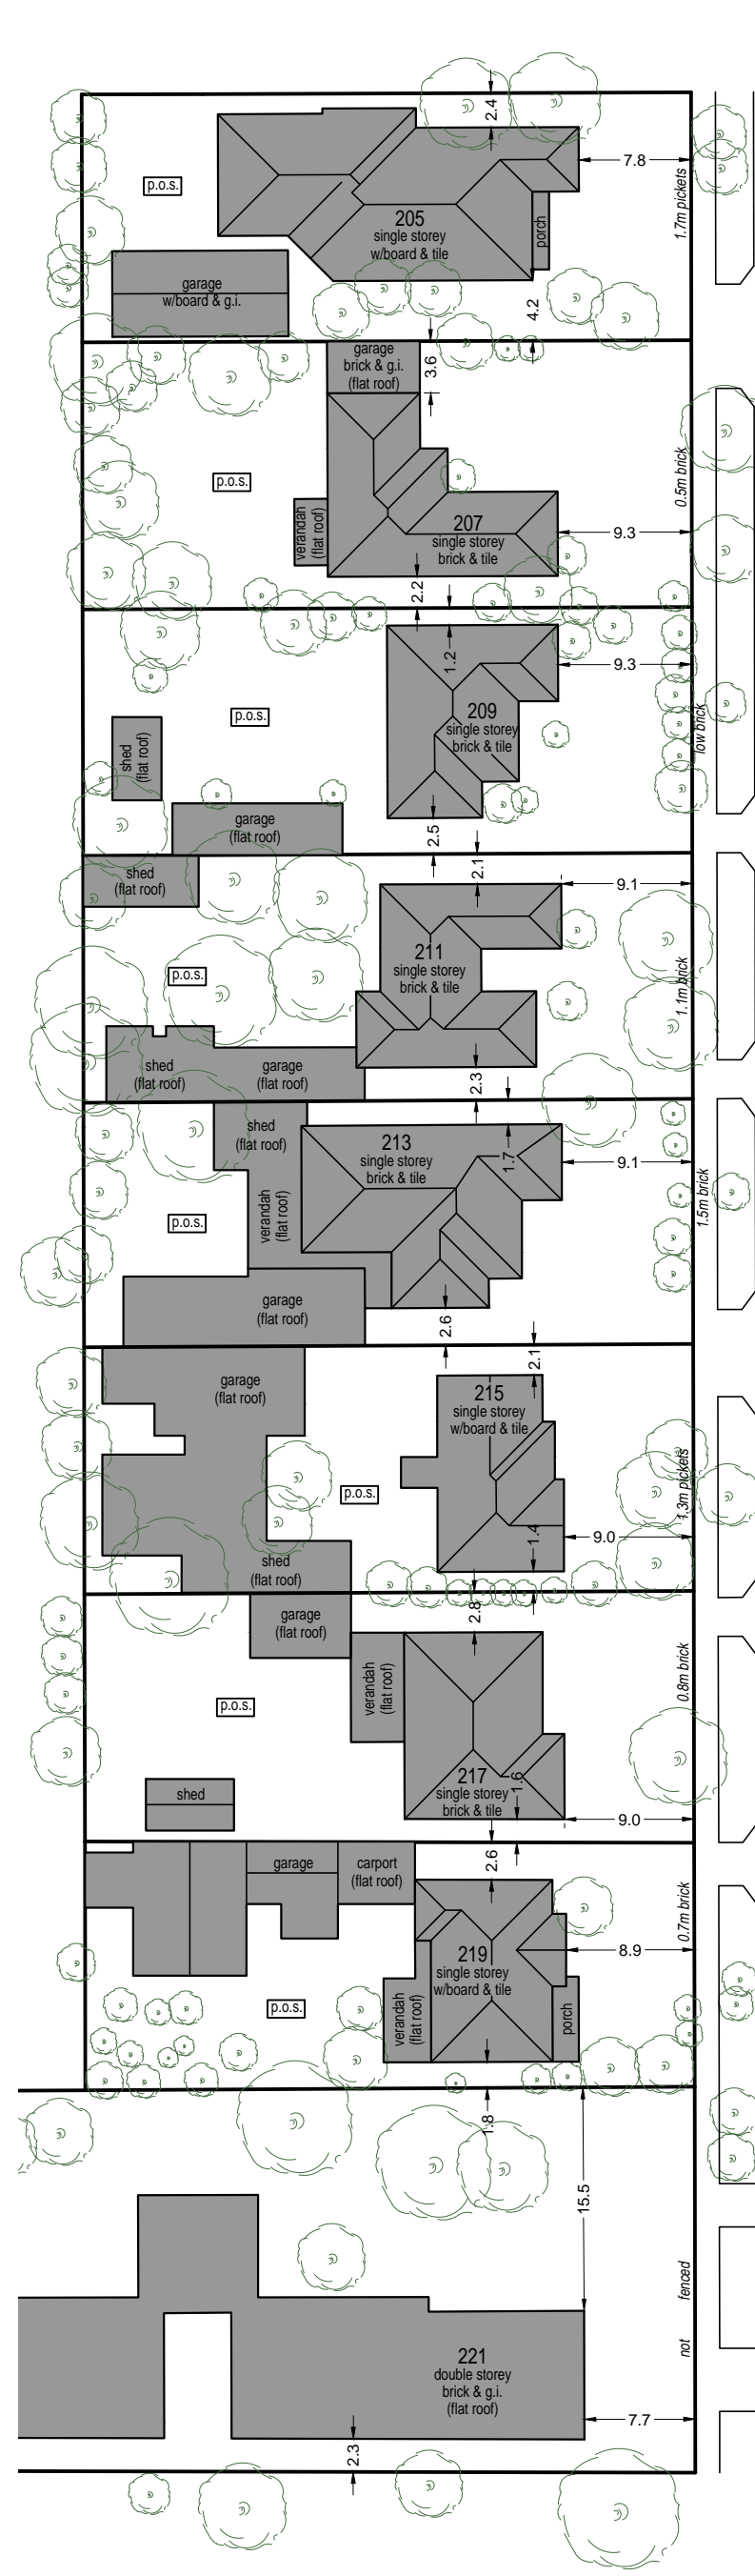 2.4
7.8
p.o.s.
1.7m pickets
205
single storey
w/board & tile
porch
garage
w/board & g.i.
4.2
garage
brick & g.i.
(flat roof)
3.6
p.o.s.
0.5m brick
verandah
(flat roof)
207
single storey
brick & tile
9.3
2.2
1.2
9.3
p.o.s.
209
single storey
brick & tile
low brick
shed
(flat roof)
garage
(flat roof)
2.5
2.1
shed
(flat roof)
9.1
211
single storey
brick & tile
p.o.s.
1.1m brick
shed
(flat roof)
garage
(flat roof)
2.3
shed
(flat roof)
213
single storey
brick & tile
1.7
9.1
1.5m brick
p.o.s.
verandah
(flat roof)
garage
(flat roof)
2.6
2.1
garage
(flat roof)
215
single storey
w/board & tile
p.o.s.
1.3m pickets
1.4
9.0
shed
(flat roof)
2.8
garage
(flat roof)
verandah
(flat roof)
0.8m brick
p.o.s.
217
single storey
brick & tile
1.6
shed
9.0
2.6
garage
carport
(flat roof)
0.7m brick
219
single storey
w/board & tile
8.9
p.o.s.
verandah
(flat roof)
porch
1.8
15.5
not fenced
221
double storey
brick & g.i.
(flat roof)
7.7
2.3